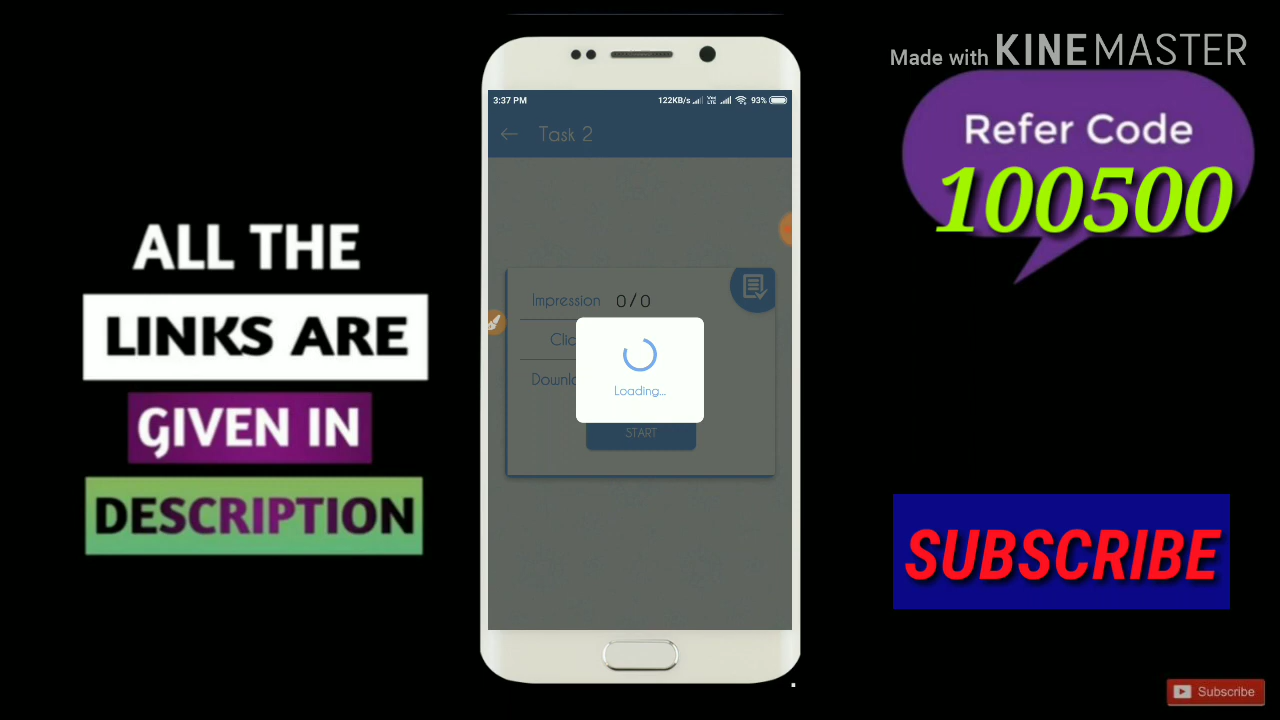 Made with KINEMASTER
Refer Code
100500
ALL THE
LINKS ARE
GIVEN IN
DESCRIPTION
3:37 PM
122KB/s
93%
Task 2
Impression 0/0
Loading...
START
SUBSCRIBE
Subscribe